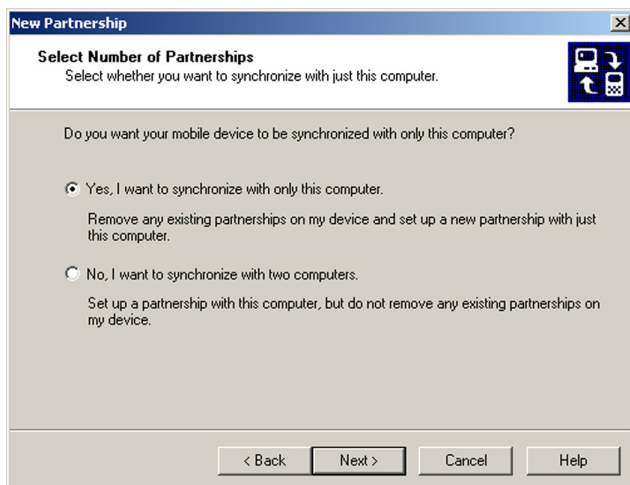 New Partnership
Select Number of Partnerships
Select whether you want to synchronize with just this computer.
Do you want your mobile device to be synchronized with only this computer?
Yes, I want to synchronize with only this computer.
Remove any existing partnerships on my device and set up a new partnership with just
this computer.
No, I want to synchronize with two computers.
Set up a partnership with this computer, but do not remove any existing partnerships on
my device.
< Back Next > Cancel Help